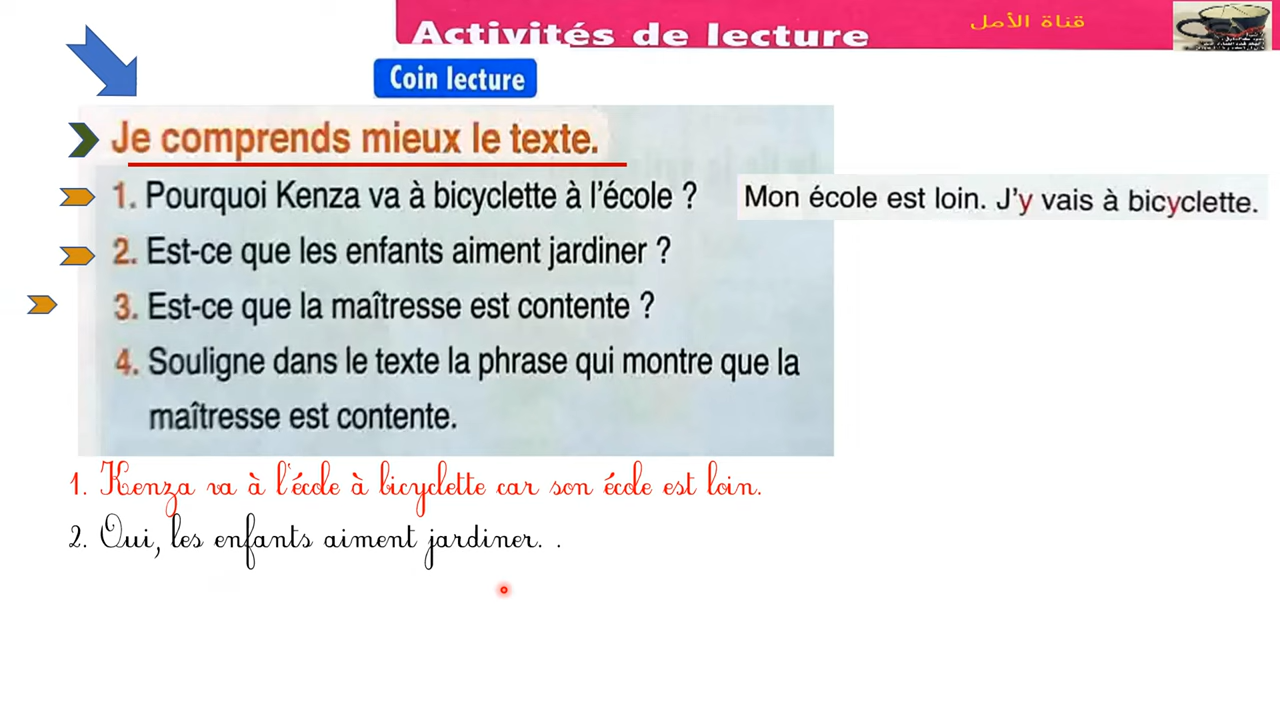 Activités de lecture
قناة الأمل
Coin lecture
Je comprends mieux le texte.
1. Pourquoi Kenza va à bicyclette à l'école ?
Mon école est loin. J'y vais à bicyclette.
2. Est-ce que les enfants aiment jardiner ?
3. Est-ce que la maîtresse est contente ?
4. Souligne dans le texte la phrase qui montre que la
maîtresse est contente.
1. Kenza va à l'école à bicyclette car son école est loin.
2. Oui, les enfants aiment jardiner. .